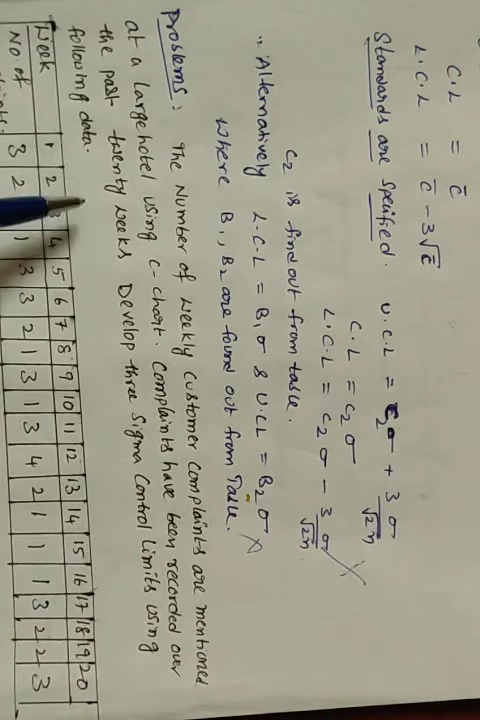 C.L = c̄
L.C.L = c̄ - 3√c̄
Standards are specified. U.C.L = C₂σ + 3σ/√2n
C.L = C₂σ
L.C.L = C₂σ - 3σ/√2n
C₂ is find out from table.
Alternatively L.C.L = B₁σ & U.C.L = B₂σ
Where B₁, B₂ are found out from Table.
Problems: The Number of weekly customer complaints are mentioned
at a large hotel using C-chart. Complaints have been recorded over
the past twenty weeks Develop three Sigma Control Limits using
following data.
Week 1 2 3 4 5 6 7 8 9 10 11 12 13 14 15 16 17 18 19 20
No. of 3 2 1 3 3 2 1 3 1 3 4 2 1 1 1 3 2 2 3